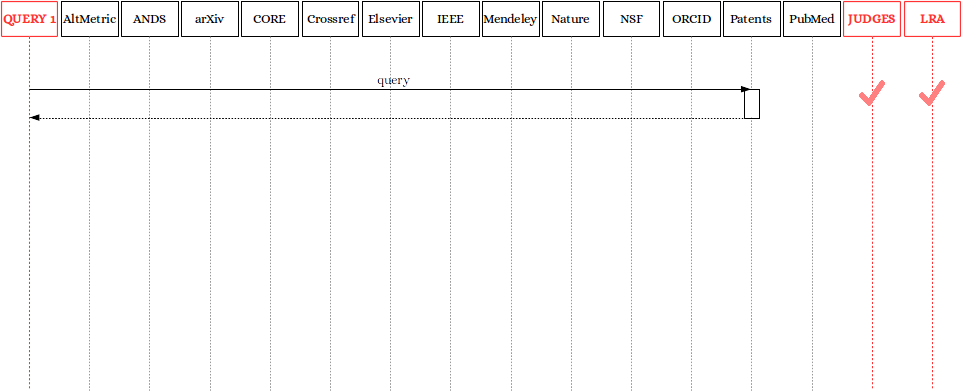 QUERY 1 AltMetric ANDS arXiv CORE Crossref Elsevier IEEE Mendeley Nature NSF ORCID Patents PubMed JUDGES LRA
query